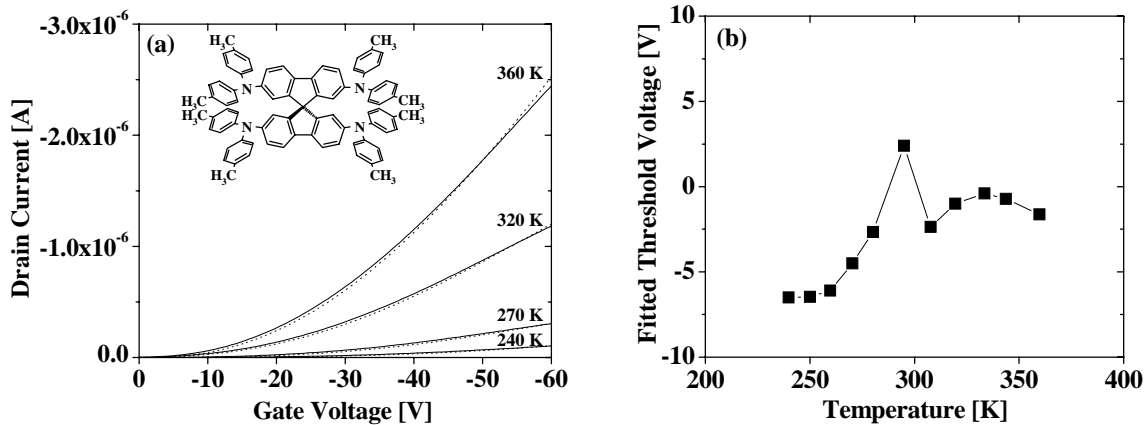 (a)
-3.0x10⁻⁶
-2.0x10⁻⁶
-1.0x10⁻⁶
0.0
Drain Current [A]
0 -10 -20 -30 -40 -50 -60
Gate Voltage [V]
360 K
320 K
270 K
240 K
H₃C CH₃
N N
H₃C CH₃
H₃C CH₃
N N
H₃C CH₃
(b)
10
5
0
-5
-10
Fitted Threshold Voltage [V]
200 250 300 350 400
Temperature [K]